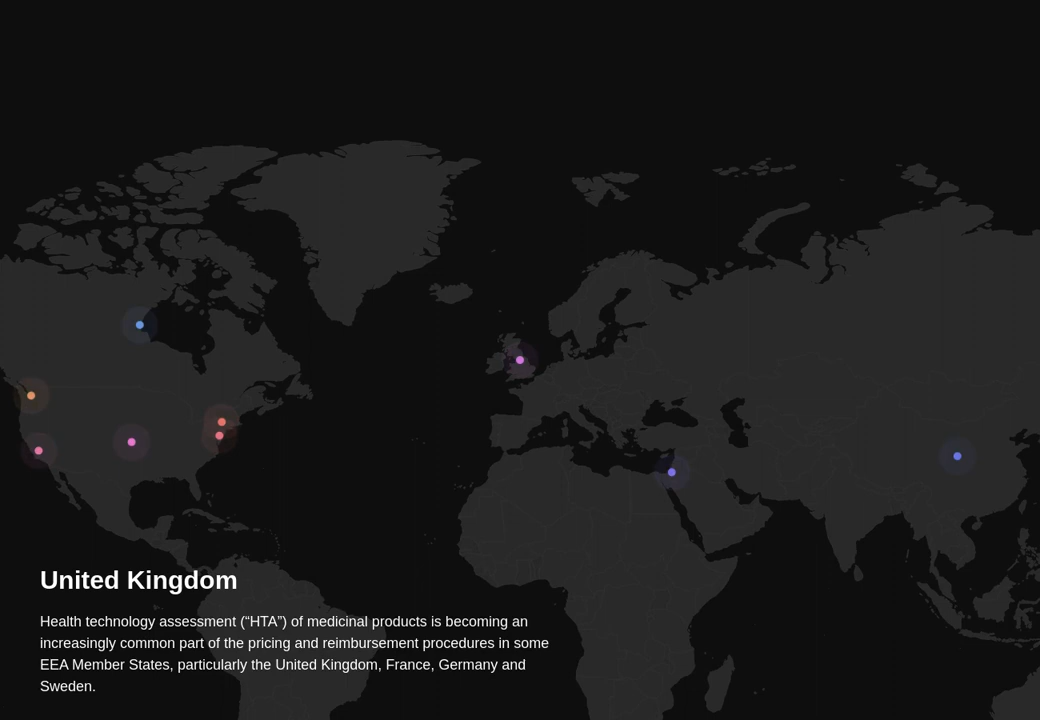 United Kingdom
Health technology assessment (“HTA”) of medicinal products is becoming an
increasingly common part of the pricing and reimbursement procedures in some
EEA Member States, particularly the United Kingdom, France, Germany and
Sweden.